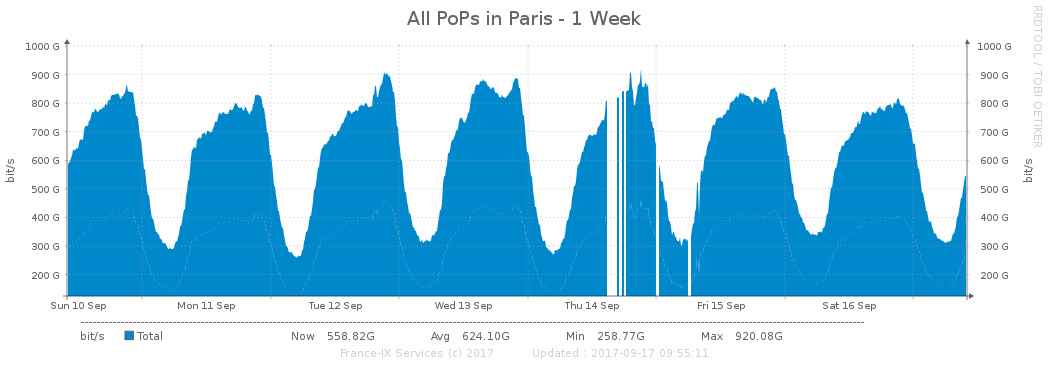 All PoPs in Paris - 1 Week
RRDTOOL / TOBI OETIKER
1000 G 1000 G
900 G 900 G
800 G 800 G
700 G 700 G
600 G 600 G
500 G 500 G
400 G 400 G
300 G 300 G
200 G 200 G
bit/s bit/s
Sun 10 Sep Mon 11 Sep Tue 12 Sep Wed 13 Sep Thu 14 Sep Fri 15 Sep Sat 16 Sep
bit/s Total Now 558.82G Avg 624.10G Min 258.77G Max 920.08G
France-IX Services (c) 2017 Updated : 2017-09-17 09:55:11